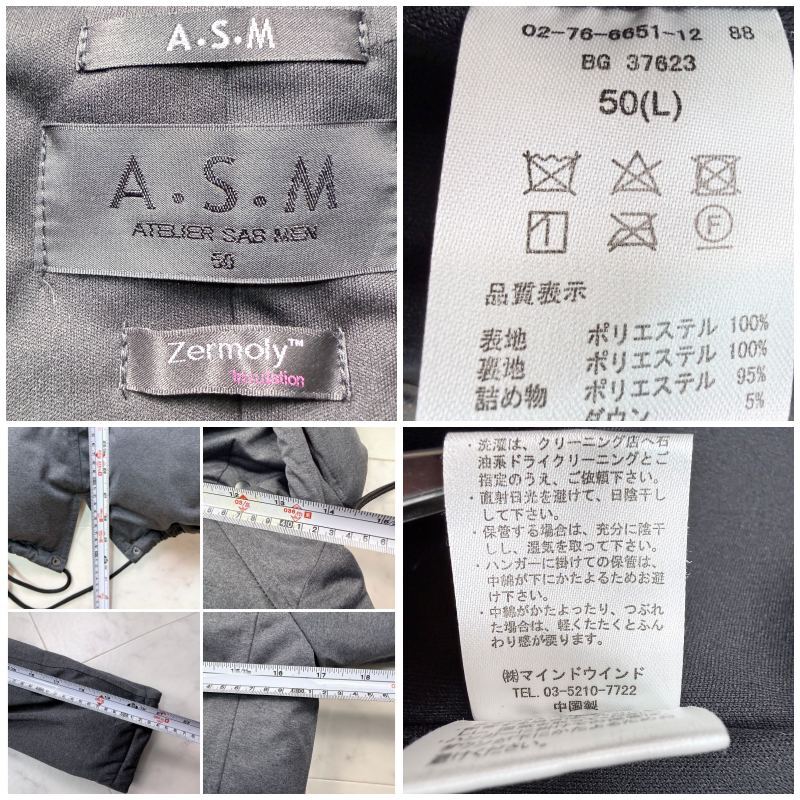 A.S.M
A.S.M
ATELIER SAB MEN
50
Zermoly™
Insulation
02-76-6651-12 88
BG 37623
50(L)
F
品質表示
表地 ポリエステル 100%
裏地 ポリエステル 100%
詰め物 ポリエステル 95%
ダウン 5%
・洗濯は、クリーニング店へ石
油系ドライクリーニングとご
指定のうえ、ご依頼下さい。
・直射日光を避けて、日陰干し
して下さい。
・保管する場合は、充分に陰干
しし、湿気を取って下さい。
・ハンガーに掛けての保管は、
中綿が下にかたよるためお避
け下さい。
・中綿がかたよったり、つぶれ
た場合は、軽くたたくとふん
わり感が戻ります。
㈱マインドウインド
TEL. 03-5210-7722
中国製
けください。